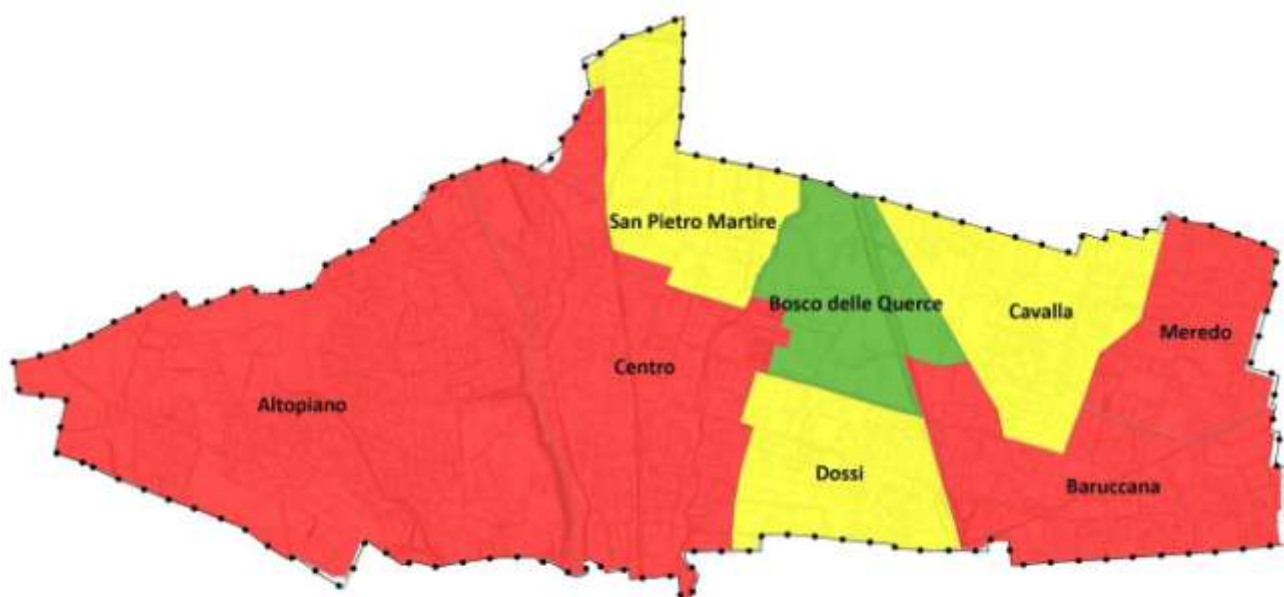 San Pietro Martire
Bosco delle Querce
Cavalla
Meredo
Centro
Altopiano
Dossi
Baruccana